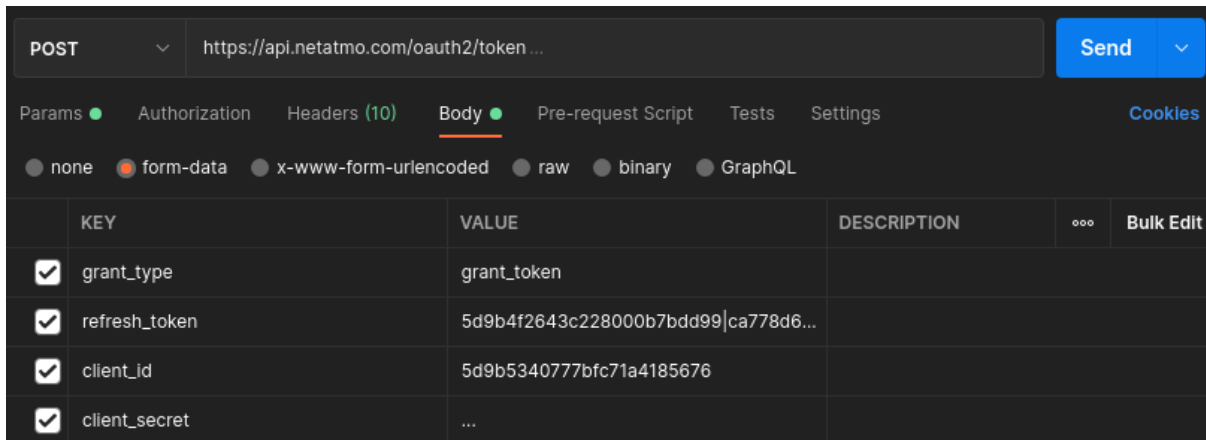 POST https://api.netatmo.com/oauth2/token ... Send
Params Authorization Headers (10) Body Pre-request Script Tests Settings Cookies
none form-data x-www-form-urlencoded raw binary GraphQL
KEY VALUE DESCRIPTION ooo Bulk Edit
grant_type grant_token
refresh_token 5d9b4f2643c228000b7bdd99|ca778d6...
client_id 5d9b5340777bfc71a4185676
client_secret ...